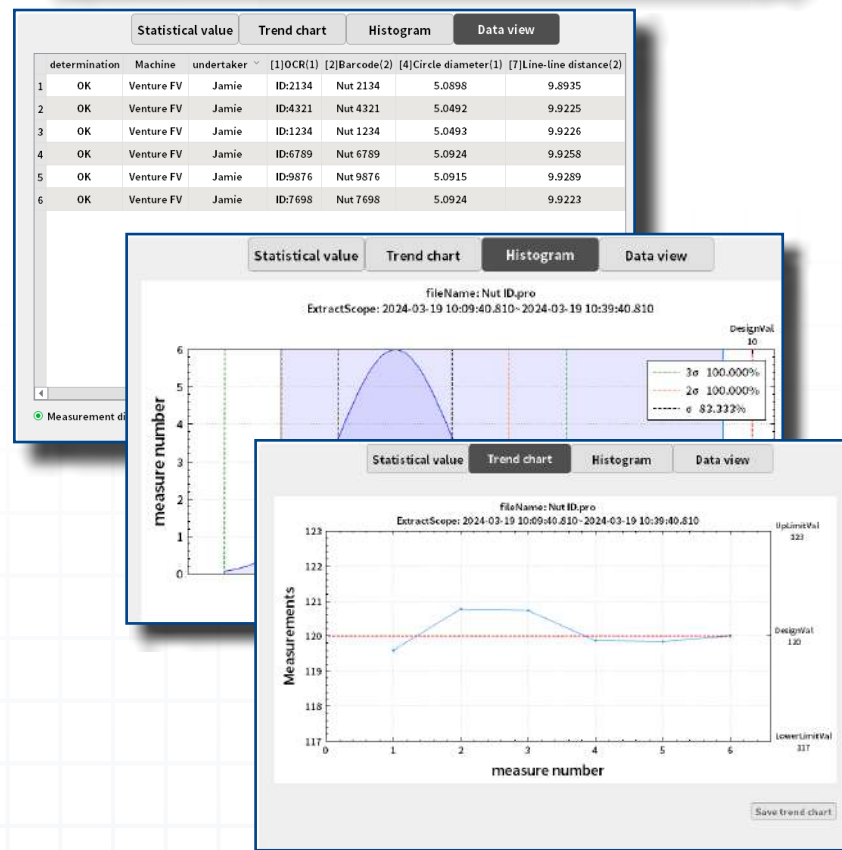 Statistical value Trend chart Histogram Data view
determination Machine undertaker [1]OCR(1) [2]Barcode(2) [4]Circle diameter(1) [7]Line-line distance(2)
1 OK Venture FV Jamie ID:2134 Nut 2134 5.0898 9.8935
2 OK Venture FV Jamie ID:4321 Nut 4321 5.0492 9.9225
3 OK Venture FV Jamie ID:1234 Nut 1234 5.0493 9.9226
4 OK Venture FV Jamie ID:6789 Nut 6789 5.0924 9.9258
5 OK Venture FV Jamie ID:9876 Nut 9876 5.0915 9.9289
6 OK Venture FV Jamie ID:7698 Nut 7698 5.0924 9.9223
Measurement di
Statistical value Trend chart Histogram Data view
fileName: Nut ID.pro
ExtractScope: 2024-03-19 10:09:40.810~2024-03-19 10:39:40.810
DesignVal
10
3σ 100.000%
2σ 100.000%
σ 83.333%
measure number
6
5
4
3
2
1
0
Statistical value Trend chart Histogram Data view
fileName: Nut ID.pro
ExtractScope: 2024-03-19 10:09:40.810~2024-03-19 10:39:40.810
UpLimitVal
123
Measurements
123
122
121
120
119
118
117
DesignVal
120
LowerLimitVal
117
0 1 2 3 4 5 6
measure number
Save trend chart